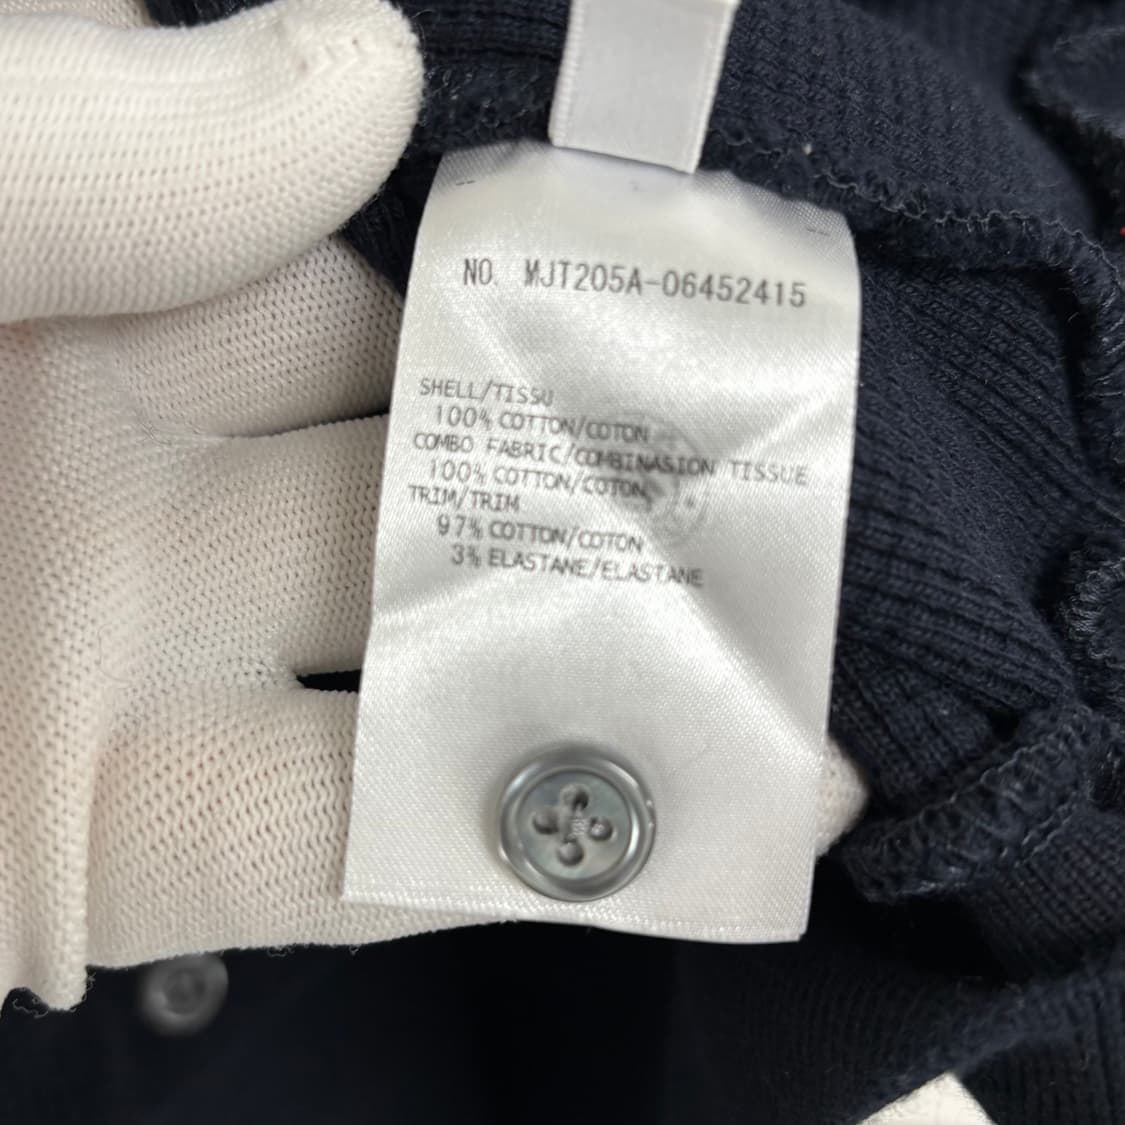 NO. MJT205A-06452415
SHELL/TISSU
100% COTTON/COTON
COMBO FABRIC/COMBINASION TISSUE
100% COTTON/COTON
TRIM/TRIM
97% COTTON/COTON
3% ELASTANE/ELASTANE